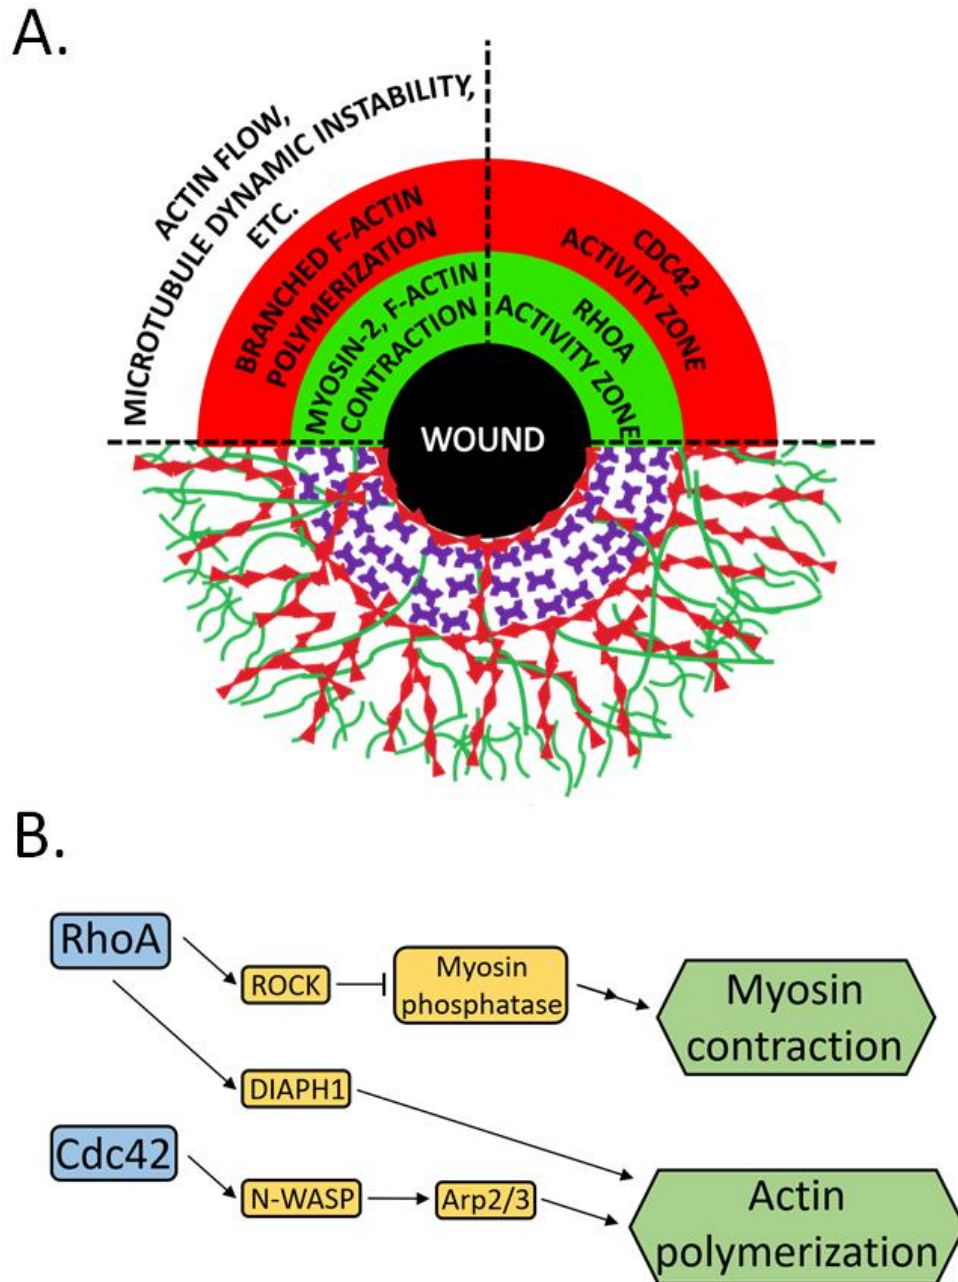 A.
ACTIN FLOW,
MICROTUBULE DYNAMIC INSTABILITY,
ETC.
BRANCHED F-ACTIN
POLYMERIZATION
MYOSIN-2, F-ACTIN
CONTRACTION
CDC42
ACTIVITY ZONE
RHOA
ACTIVITY ZONE
WOUND
B.
RhoA
ROCK
Myosin
phosphatase
Myosin
contraction
DIAPH1
Cdc42
N-WASP
Arp2/3
Actin
polymerization